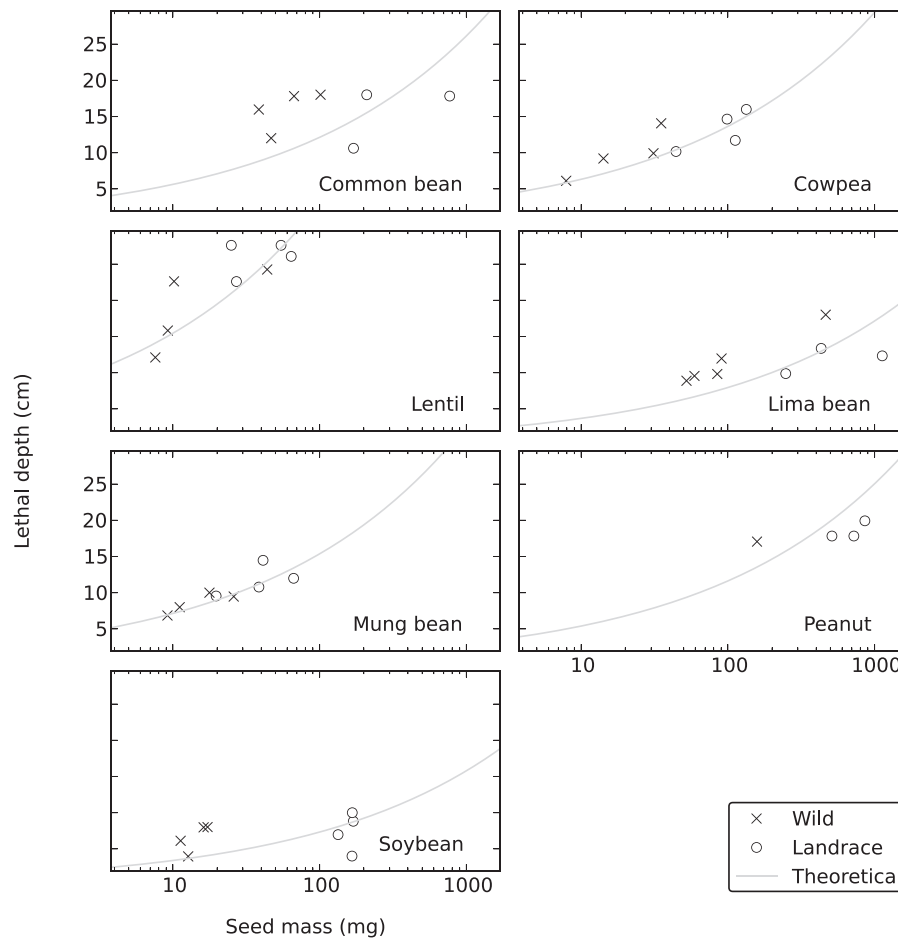 25
20
15
10
5
Common bean
Cowpea
Lentil
Lima bean
Lethal depth (cm)
25
20
15
10
5
Mung bean
Peanut
10 100 1000
Soybean
10 100 1000
Seed mass (mg)
Wild
Landrace
Theoretica